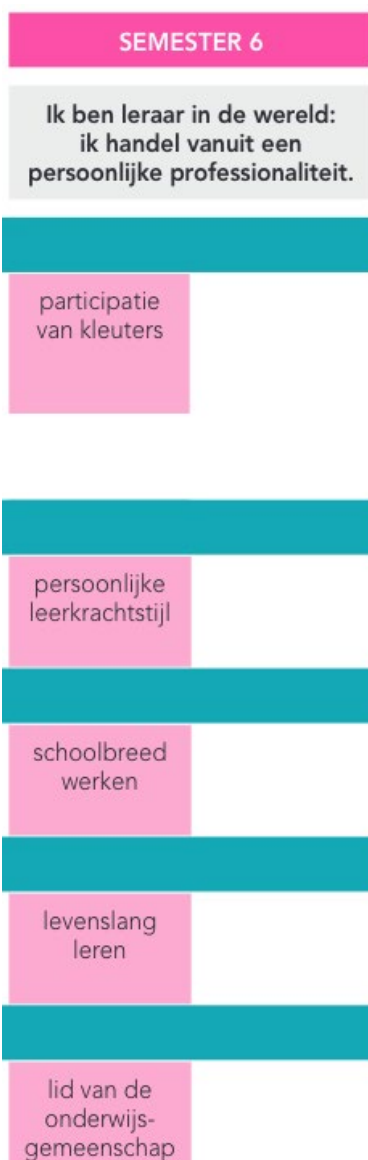 SEMESTER 6
Ik ben leraar in de wereld:
ik handel vanuit een
persoonlijke professionaliteit.
participatie
van kleuters
persoonlijke
leerkrachtstijl
schoolbreed
werken
levenslang
leren
lid van de
onderwijs-
gemeenschap